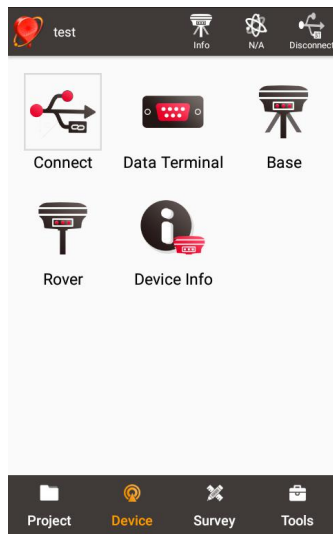 test
Info
N/A
Disconnect
Connect
Data Terminal
Base
Rover
Device Info
Project
Device
Survey
Tools